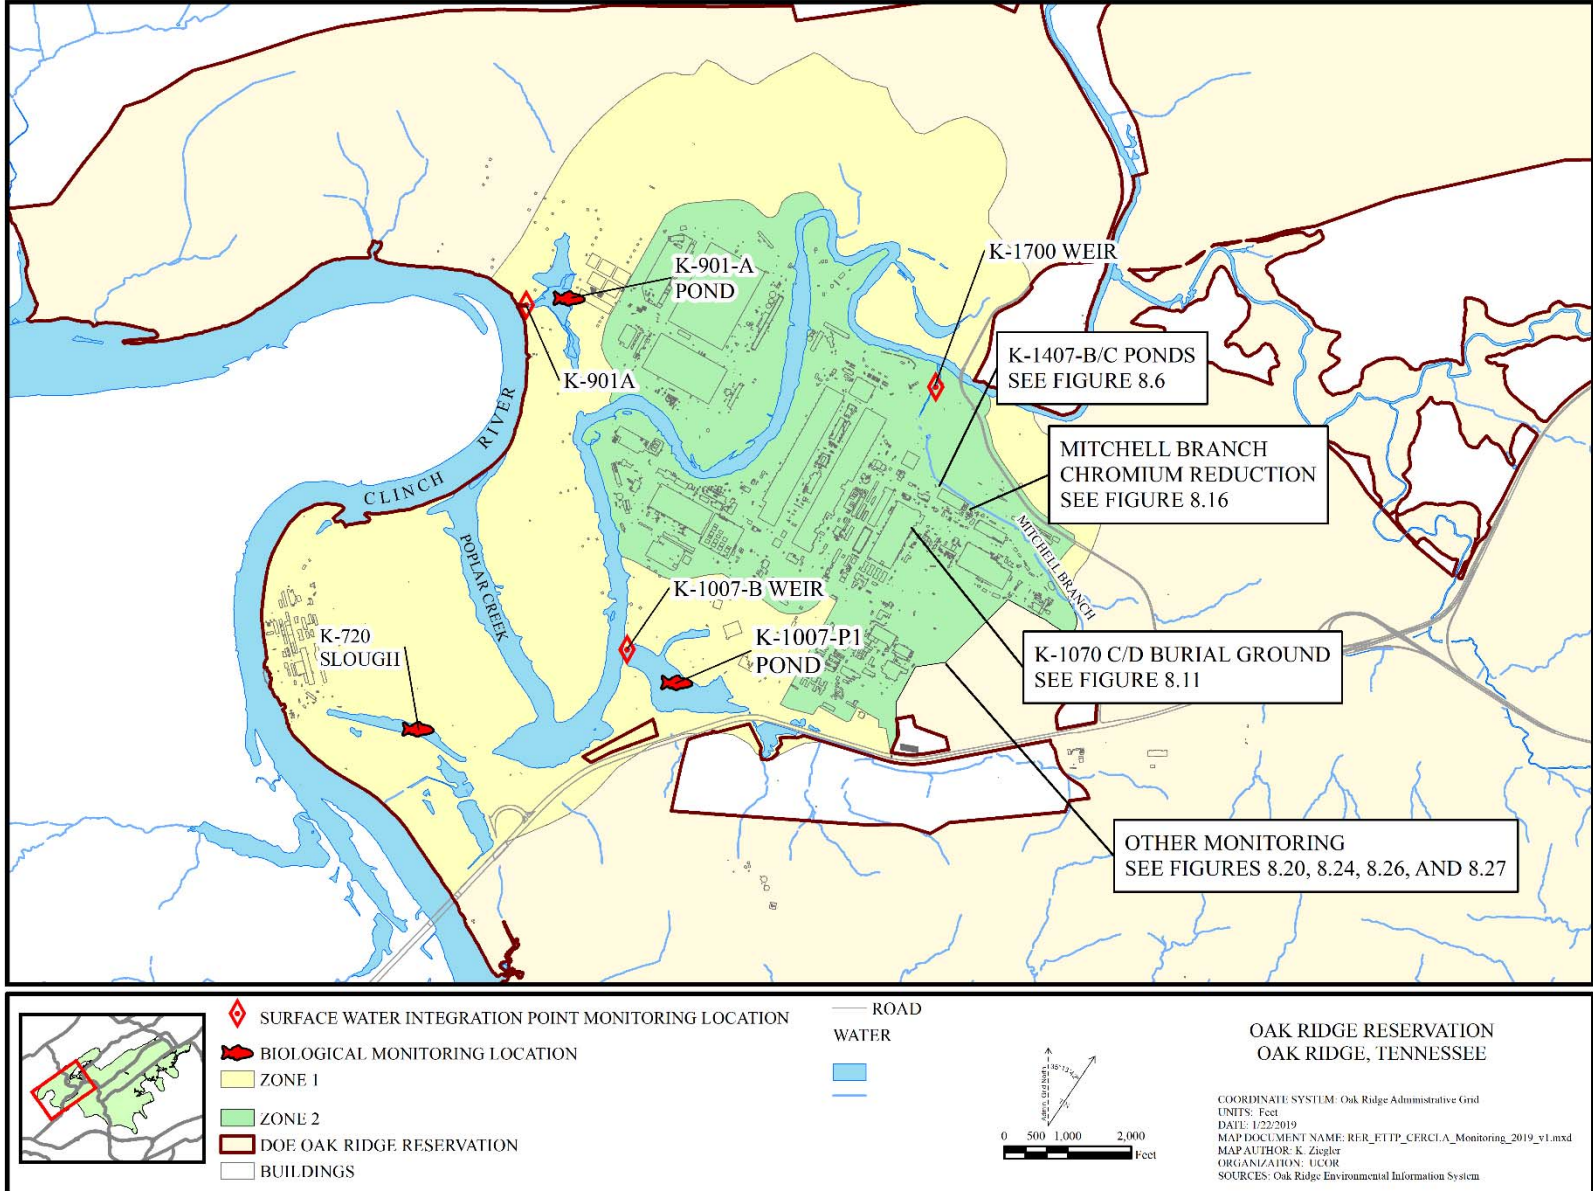 K-1700 WEIR
K-901-A
POND
K-1407-B/C PONDS
SEE FIGURE 8.6
K-901A
CLINCH RIVER
MITCHELL BRANCH
CHROMIUM REDUCTION
SEE FIGURE 8.16
MITCHELL BRANCH
POPLAR CREEK
K-1007-B WEIR
K-720
SLOUGH
K-1007-P1
POND
K-1070 C/D BURIAL GROUND
SEE FIGURE 8.11
OTHER MONITORING
SEE FIGURES 8.20, 8.24, 8.26, AND 8.27
SURFACE WATER INTEGRATION POINT MONITORING LOCATION
BIOLOGICAL MONITORING LOCATION
ZONE 1
ZONE 2
DOE OAK RIDGE RESERVATION
BUILDINGS
ROAD
WATER
Admin. Grid North
0 500 1,000 2,000
Feet
OAK RIDGE RESERVATION
OAK RIDGE, TENNESSEE
COORDINATE SYSTEM: Oak Ridge Administrative Grid
UNITS: Feet
DATE: 1/22/2019
MAP DOCUMENT NAME: RER_ETTP_CERCLA_Monitoring_2019_v1.mxd
MAP AUTHOR: K. Ziegler
ORGANIZATION: UCOR
SOURCES: Oak Ridge Environmental Information System